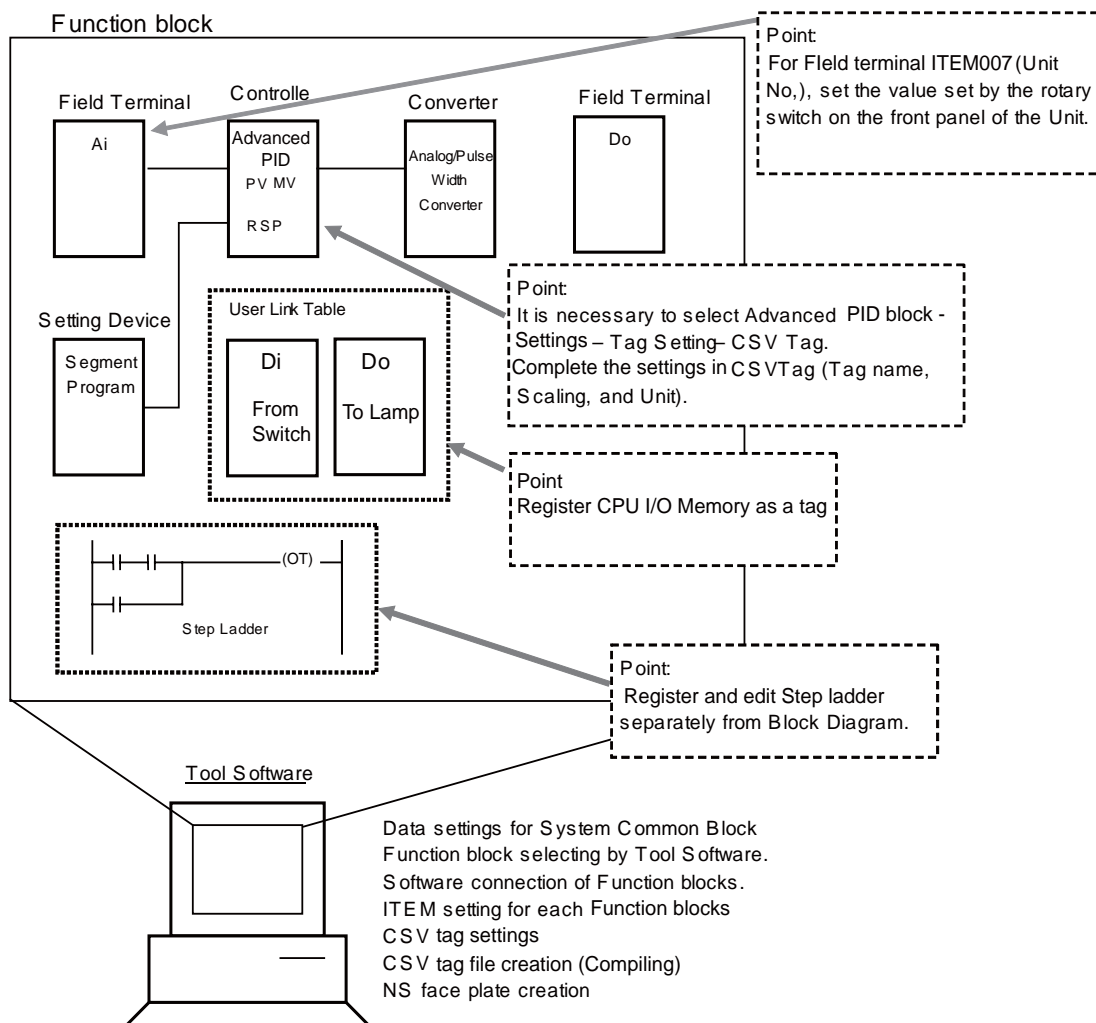 Function block
Point:
For FIeld terminal ITEM007 (Unit
No,), set the value set by the rotary
switch on the front panel of the Unit.
Field Terminal
Controlle
Converter
Field Terminal
Ai
Advanced
PID
PV MV
RSP
Analog/Pulse
Width
Converter
Do
Point:
It is necessary to select Advanced PID block -
Settings – Tag Setting– CSV Tag.
Complete the settings in CSVTag (Tag name,
Scaling, and Unit).
Setting Device
Segment
Program
User Link Table
Di
From
Switch
Do
To Lamp
Point
Register CPU I/O Memory as a tag
(OT)
Step Ladder
Point:
Register and edit Step ladder
separately from Block Diagram.
Tool Software
Data settings for System Common Block
Function block selecting by Tool Software.
Software connection of Function blocks.
ITEM setting for each Function blocks
CSV tag settings
CSV tag file creation (Compiling)
NS face plate creation